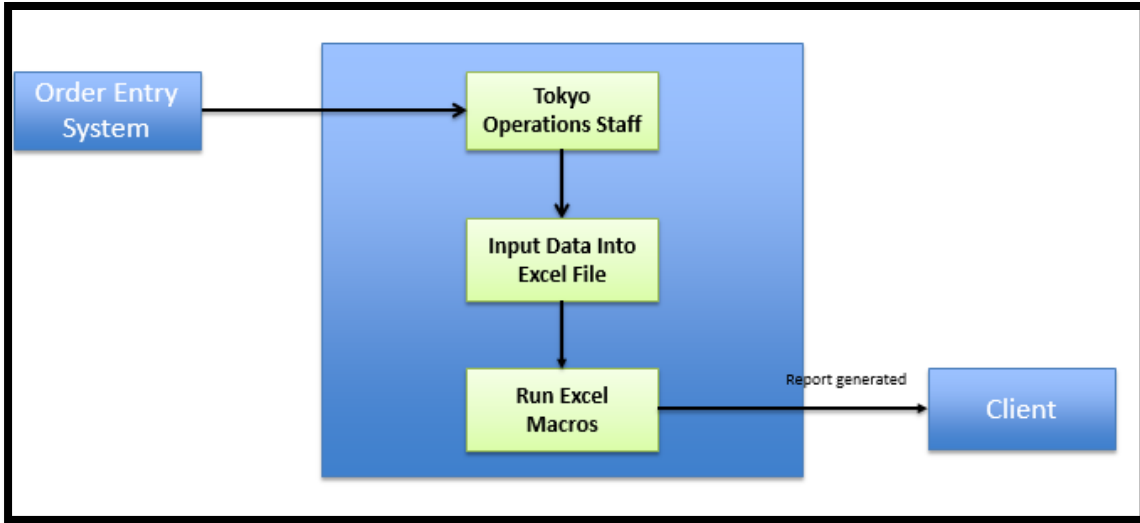 Order Entry
System
Tokyo
Operations Staff
Input Data Into
Excel File
Run Excel
Macros
Report generated
Client